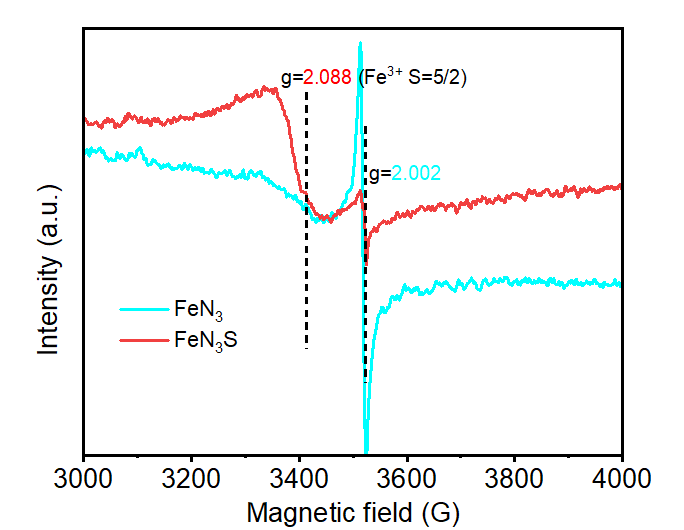 g=2.088 (Fe³⁺ S=5/2)
g=2.002
Intensity (a.u.)
FeN₃
FeN₃S
3000 3200 3400 3600 3800 4000
Magnetic field (G)